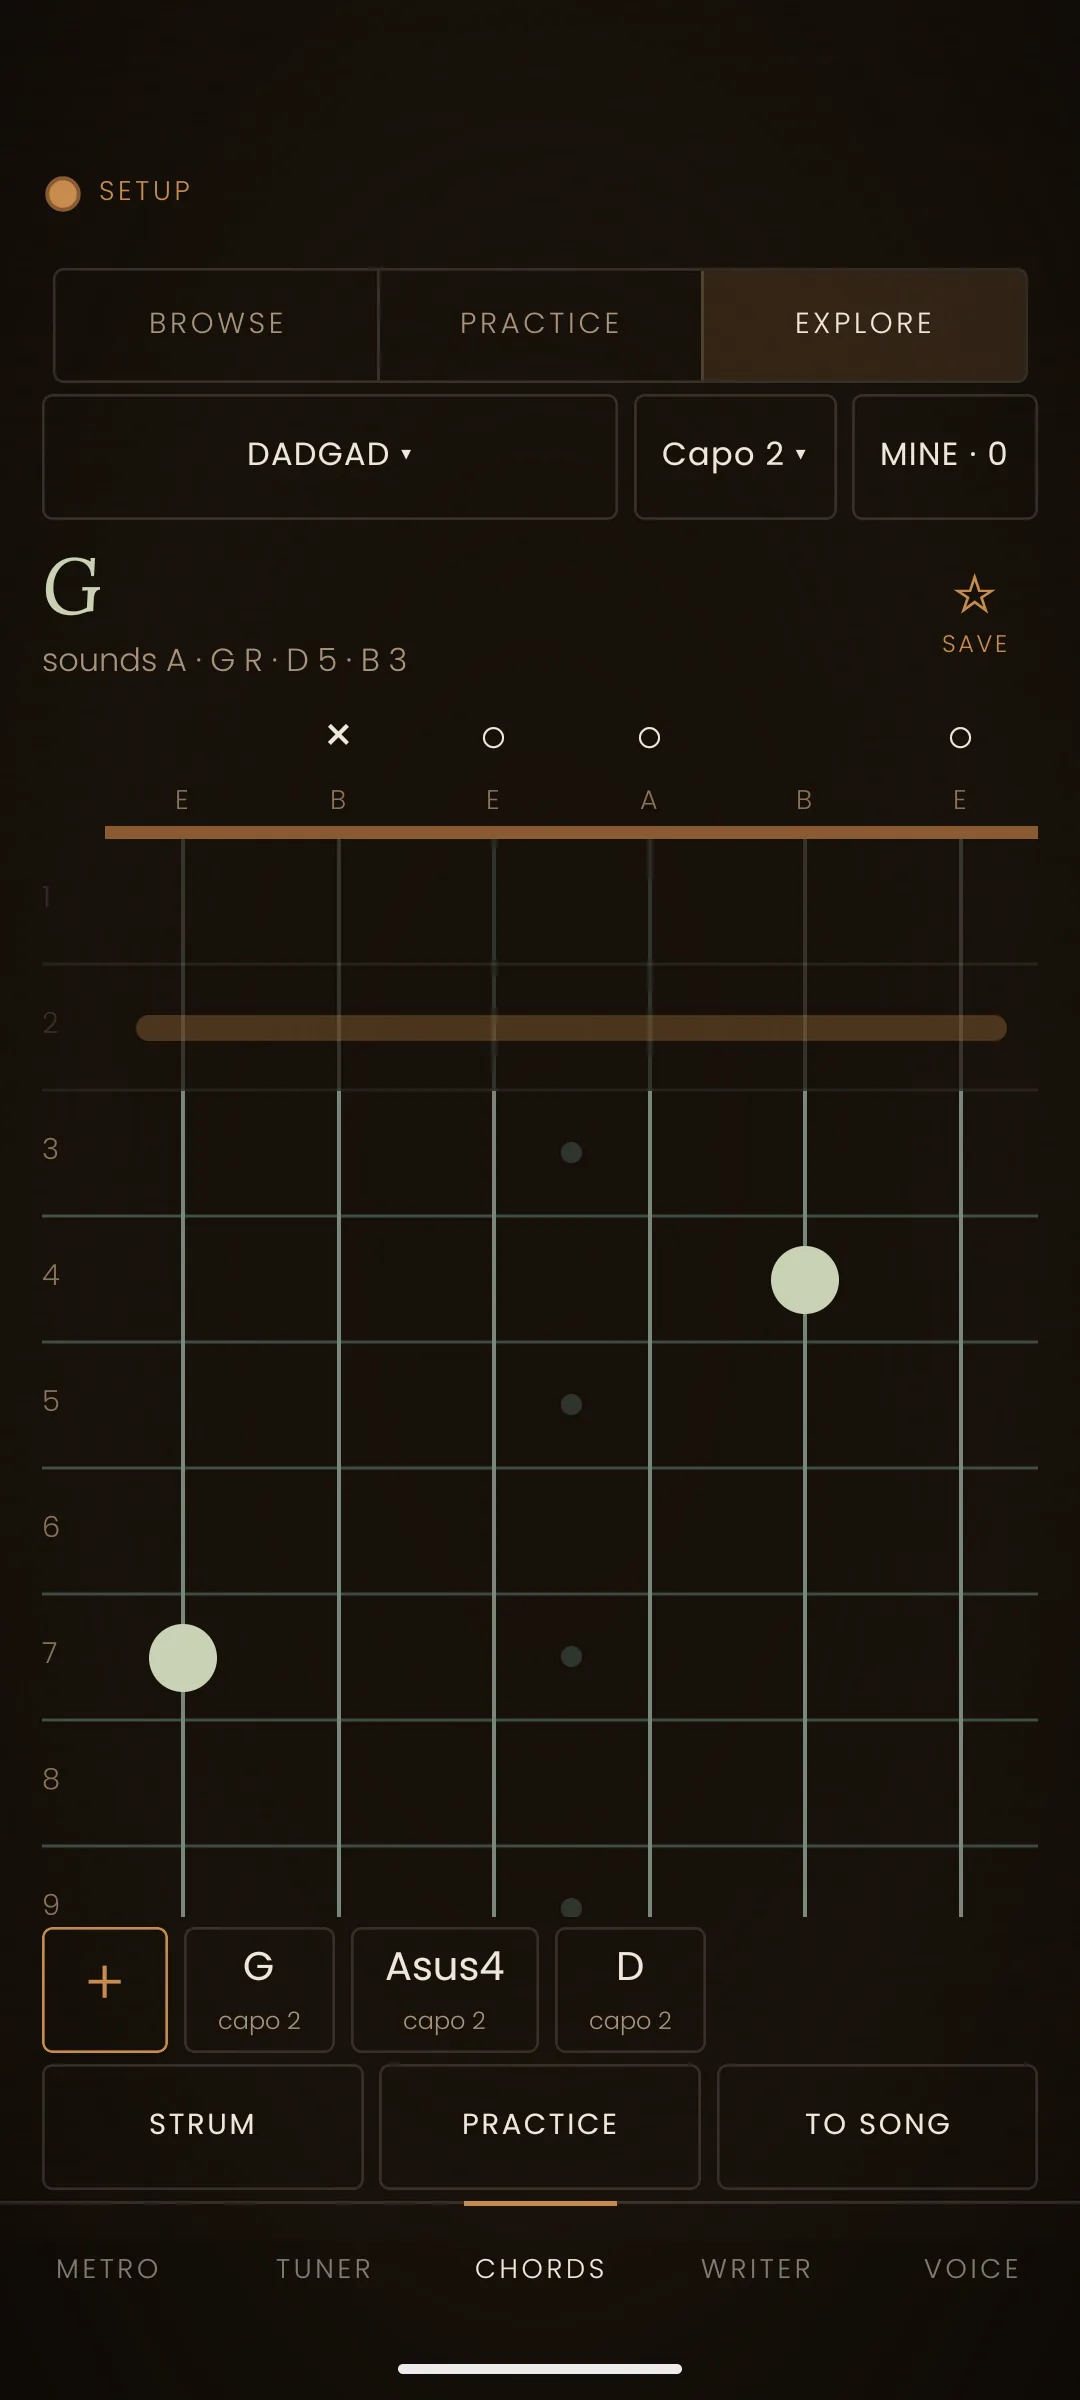 SETUP
BROWSE PRACTICE EXPLORE
DADGAD ▾ Capo 2 ▾ MINE · 0
G
sounds A · G R · D 5 · B 3
☆
SAVE
× ○ ○ ○
E B E A B E
1
2
3
4
5
6
7
8
9
+ G Asus4 D
capo 2 capo 2 capo 2
STRUM PRACTICE TO SONG
METRO TUNER CHORDS WRITER VOICE